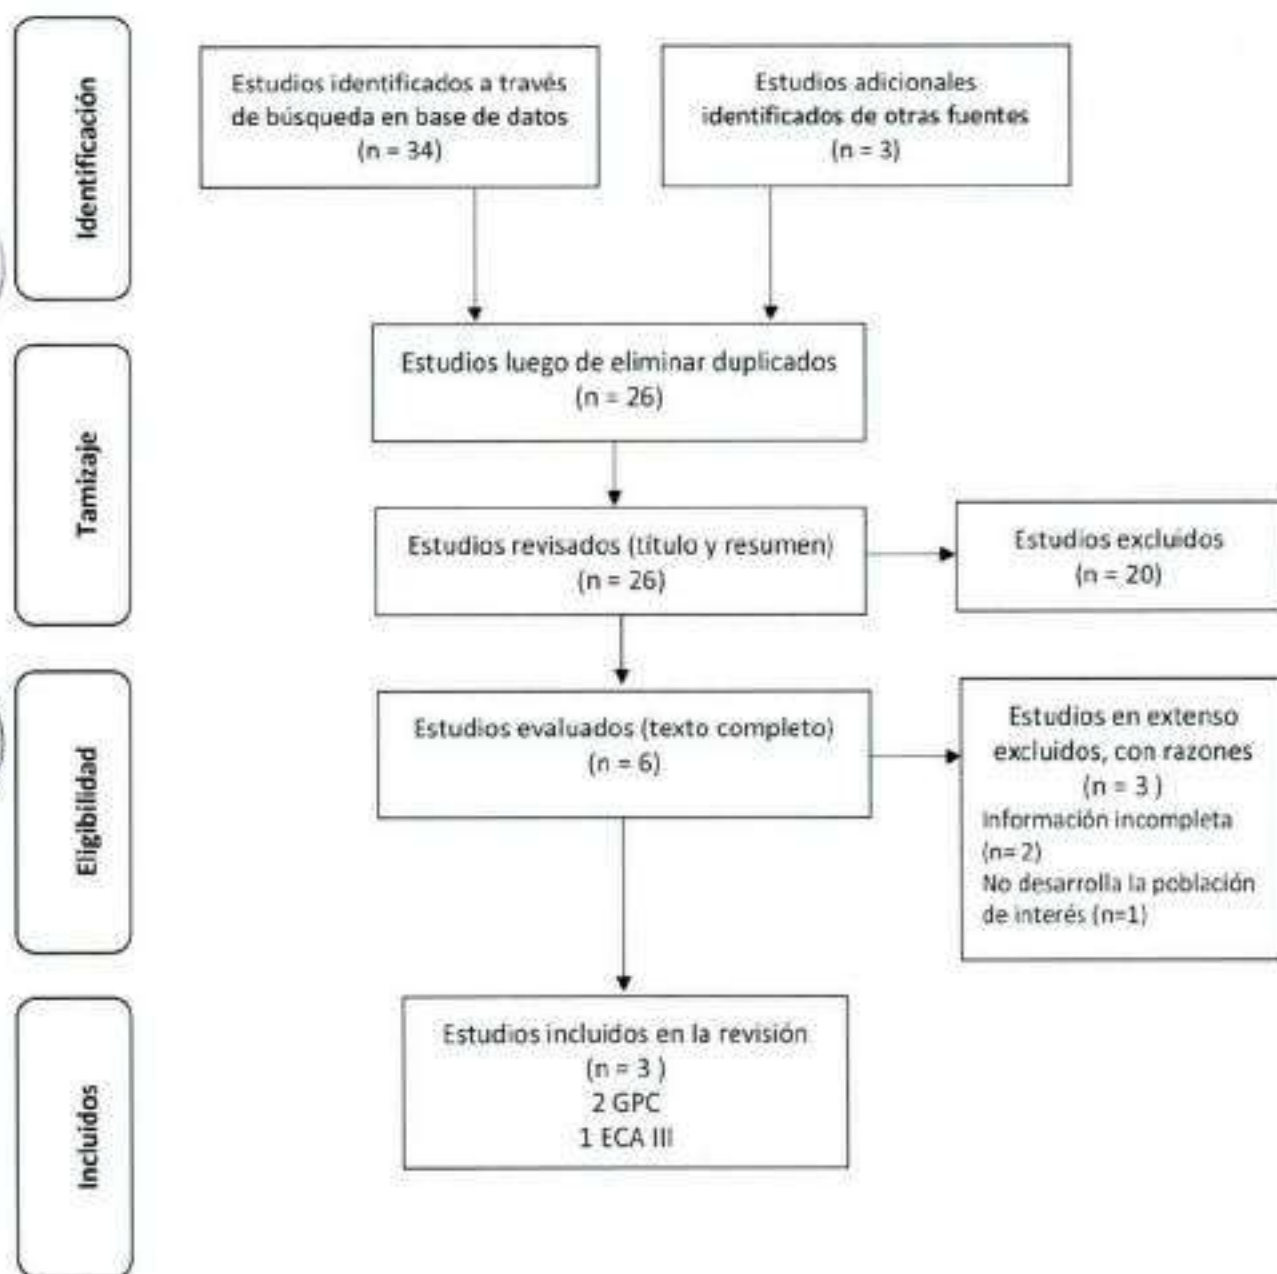 Identificación
Estudios identificados a través
de búsqueda en base de datos
(n = 34)
Estudios adicionales
identificados de otras fuentes
(n = 3)
Tamizaje
Estudios luego de eliminar duplicados
(n = 26)
Estudios revisados (título y resumen)
(n = 26)
Estudios excluidos
(n = 20)
Eligibilidad
Estudios evaluados (texto completo)
(n = 6)
Estudios en extenso
excluidos, con razones
(n = 3 )
Información incompleta
(n= 2)
No desarrolla la población
de interés (n=1)
Incluidos
Estudios incluidos en la revisión
(n = 3 )
2 GPC
1 ECA III